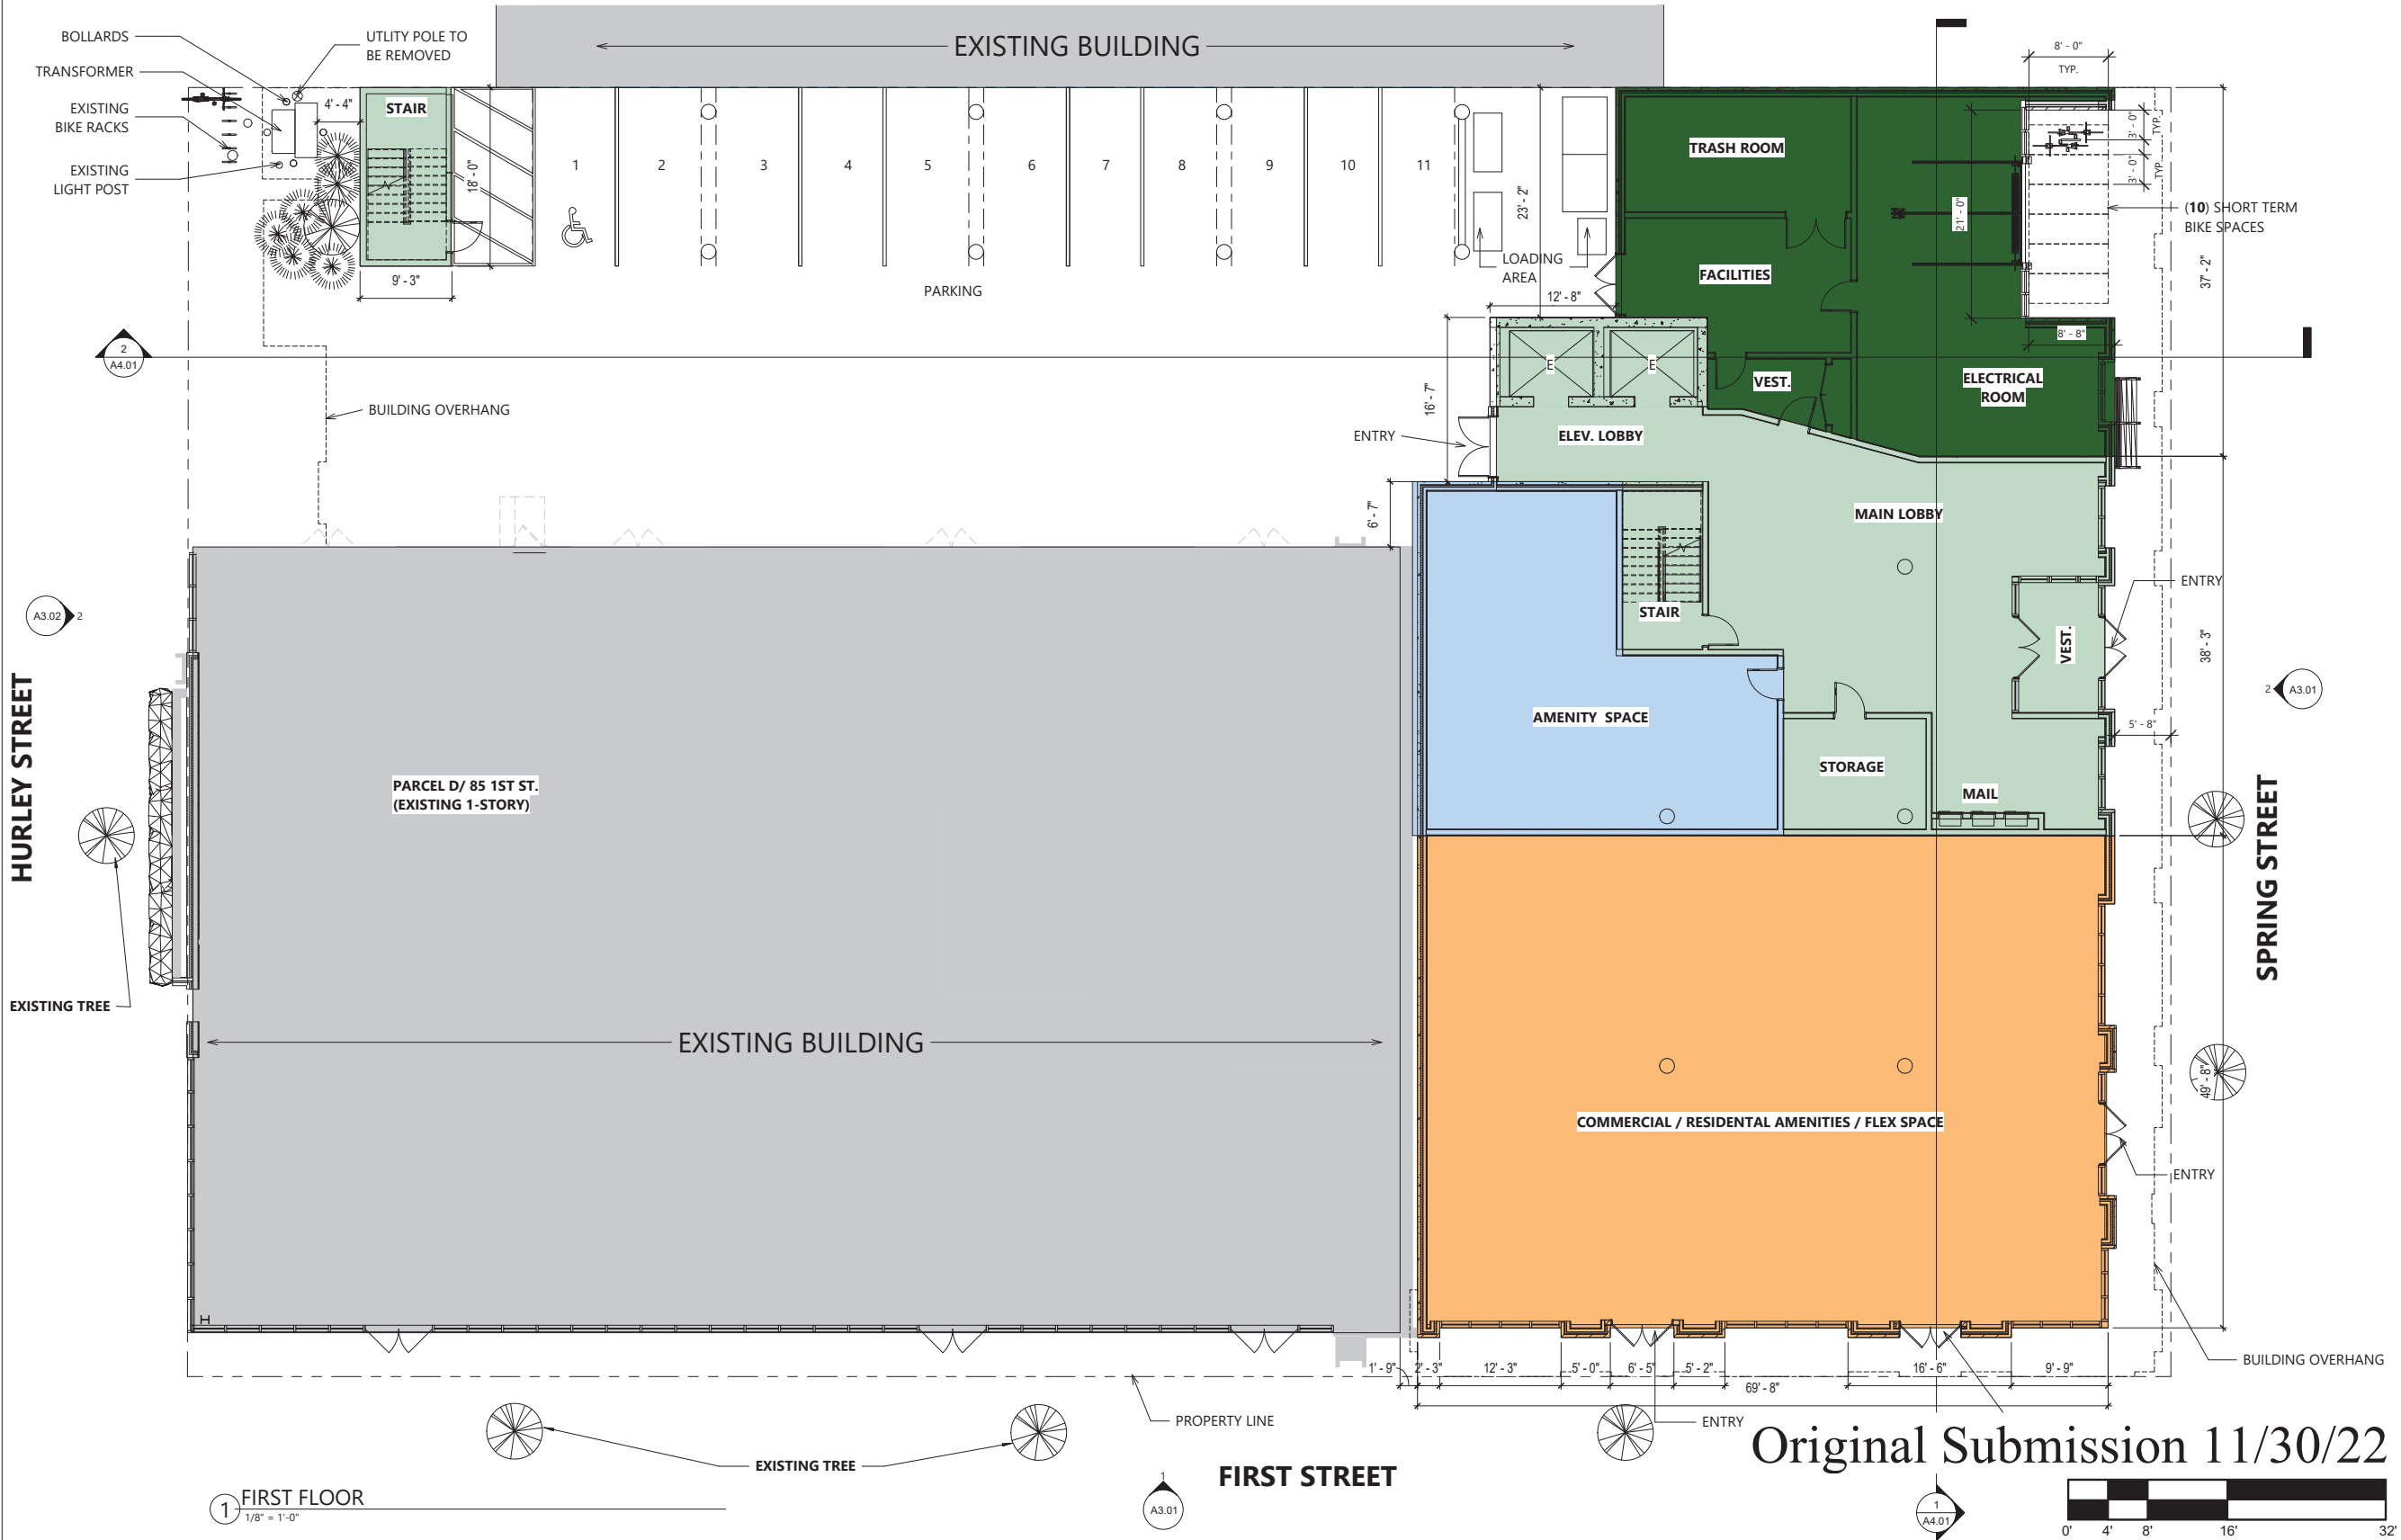 EXISTING BUILDING
BOLLARDS
UTLITY POLE TO
BE REMOVED
TRANSFORMER
EXISTING
BIKE RACKS
EXISTING
LIGHT POST
4' - 4"
STAIR
18' - 0"
9' - 3"
1
2
3
4
5
6
7
8
9
10
11
PARKING
LOADING
AREA
23' - 2"
12' - 8"
TRASH ROOM
FACILITIES
8' - 0"
TYP.
3' - 0"
TYP.
3' - 0"
TYP.
21' - 0"
(10) SHORT TERM
BIKE SPACES
37' - 2"
8' - 8"
2
A4.01
BUILDING OVERHANG
16' - 7"
E
E
VEST.
ELECTRICAL
ROOM
ENTRY
ELEV. LOBBY
6' - 7"
MAIN LOBBY
STAIR
ENTRY
VEST.
38' - 3"
A3.02
2
2
A3.01
5' - 8"
HURLEY STREET
AMENITY SPACE
STORAGE
MAIL
PARCEL D/ 85 1ST ST.
(EXISTING 1-STORY)
SPRING STREET
EXISTING TREE
EXISTING BUILDING
49' - 8"
COMMERCIAL / RESIDENTAL AMENITIES / FLEX SPACE
ENTRY
H
BUILDING OVERHANG
1' - 9"
2' - 3"
12' - 3"
5' - 0"
6' - 5"
5' - 2"
16' - 6"
9' - 9"
69' - 8"
PROPERTY LINE
ENTRY
EXISTING TREE
FIRST STREET
Original Submission 11/30/22
1
FIRST FLOOR
1/8" = 1'-0"
1
A3.01
1
A4.01
0'
4'
8'
16'
32'